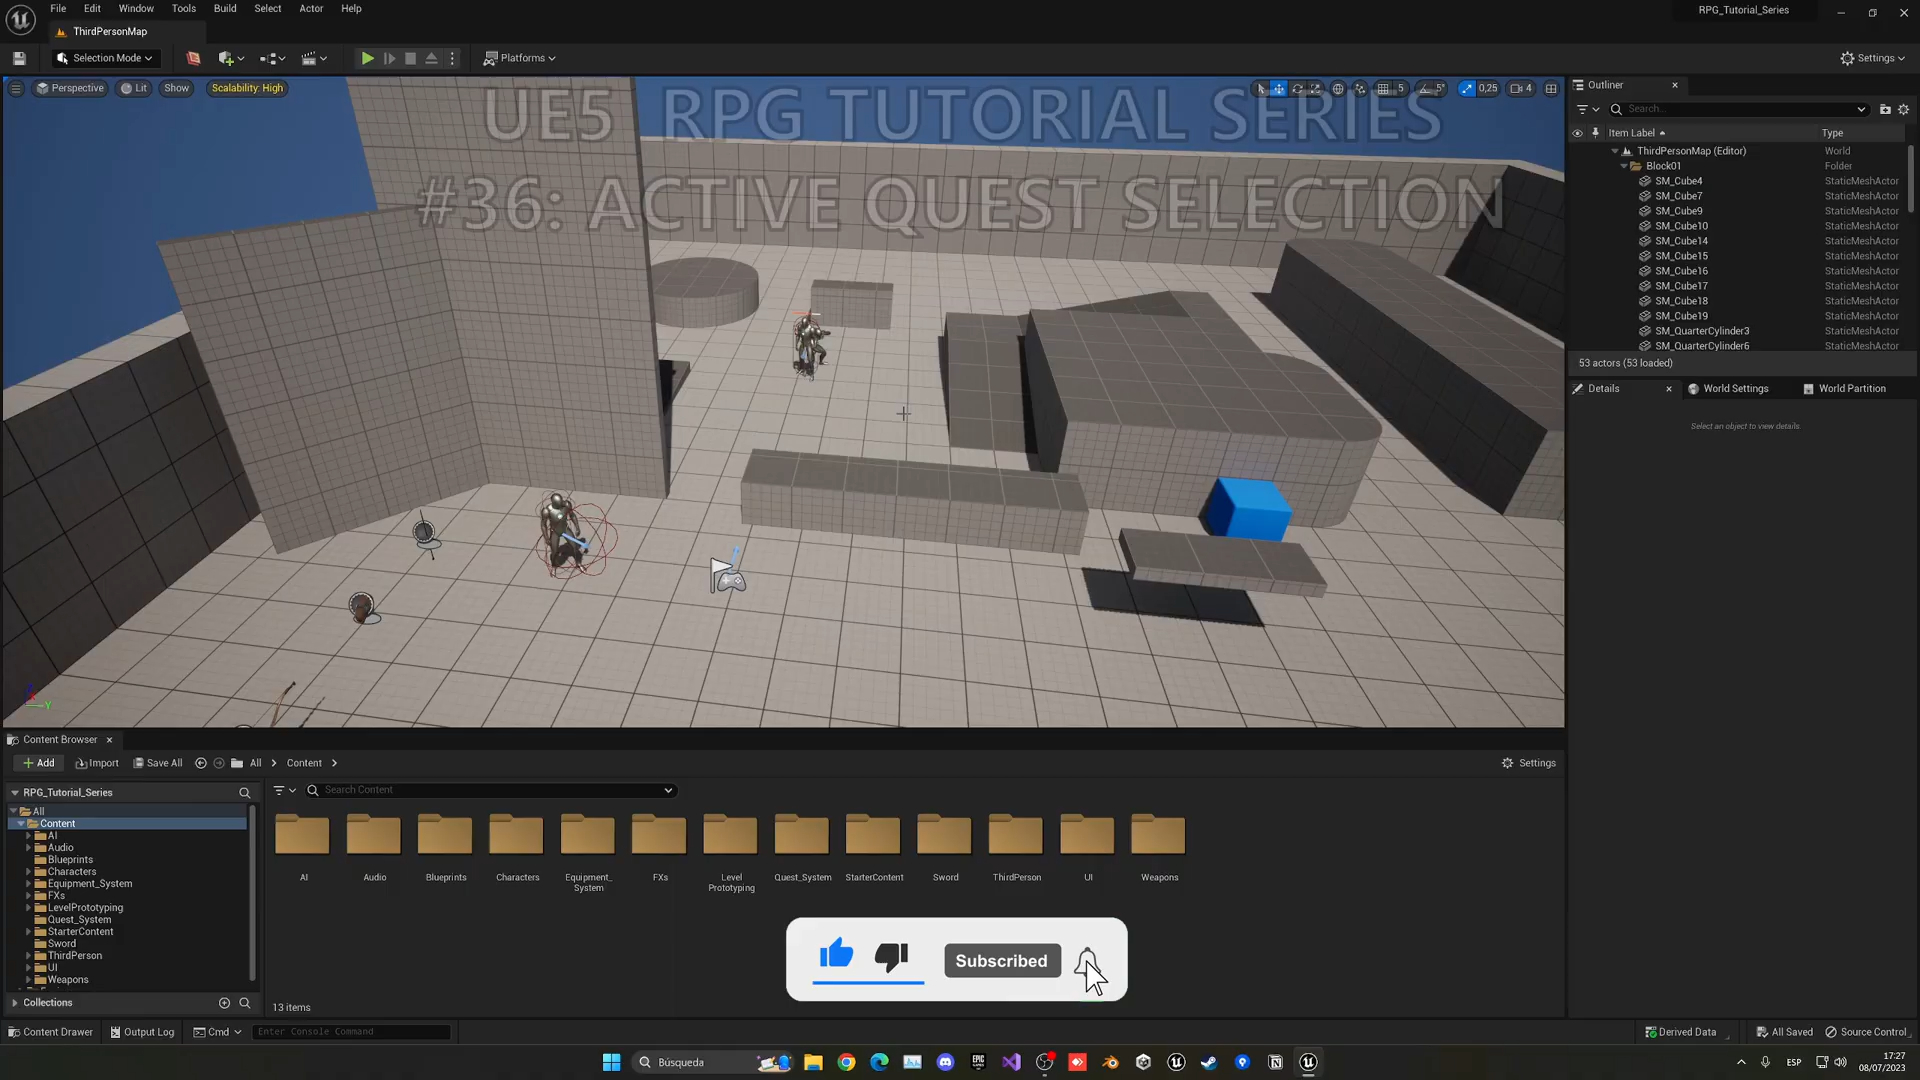 File Edit Window Tools Build Select Actor Help
RPG_Tutorial_Series
ThirdPersonMap
Selection Mode
Platforms
Settings
Perspective Lit Show Scalability: High
5 5° 0,25 4
UE5 RPG TUTORIAL SERIES
#36: ACTIVE QUEST SELECTION
Outliner
Search...
Item Label Type
ThirdPersonMap (Editor) World
Block01 Folder
SM_Cube4 StaticMeshActor
SM_Cube7 StaticMeshActor
SM_Cube9 StaticMeshActor
SM_Cube10 StaticMeshActor
SM_Cube14 StaticMeshActor
SM_Cube15 StaticMeshActor
SM_Cube16 StaticMeshActor
SM_Cube17 StaticMeshActor
SM_Cube18 StaticMeshActor
SM_Cube19 StaticMeshActor
SM_QuarterCylinder3 StaticMeshActor
SM_QuarterCylinder6 StaticMeshActor
53 actors (53 loaded)
Details World Settings World Partition
Select an object to view details.
Y
Content Browser
Add Import Save All All Content Settings
RPG_Tutorial_Series
Search Content
All
Content
AI
Audio
Blueprints
Characters
Equipment_System
FXs
LevelPrototyping
Quest_System
StarterContent
Sword
ThirdPerson
UI
Weapons
AI Audio Blueprints Characters Equipment_ FXs Level Quest_System StarterContent Sword ThirdPerson UI Weapons
System Prototyping
Subscribed
Collections
13 items
Content Drawer Output Log Cmd Enter Console Command Derived Data All Saved Source Control
Búsqueda
EPIC GAMES
ESP
17:27
08/07/2023